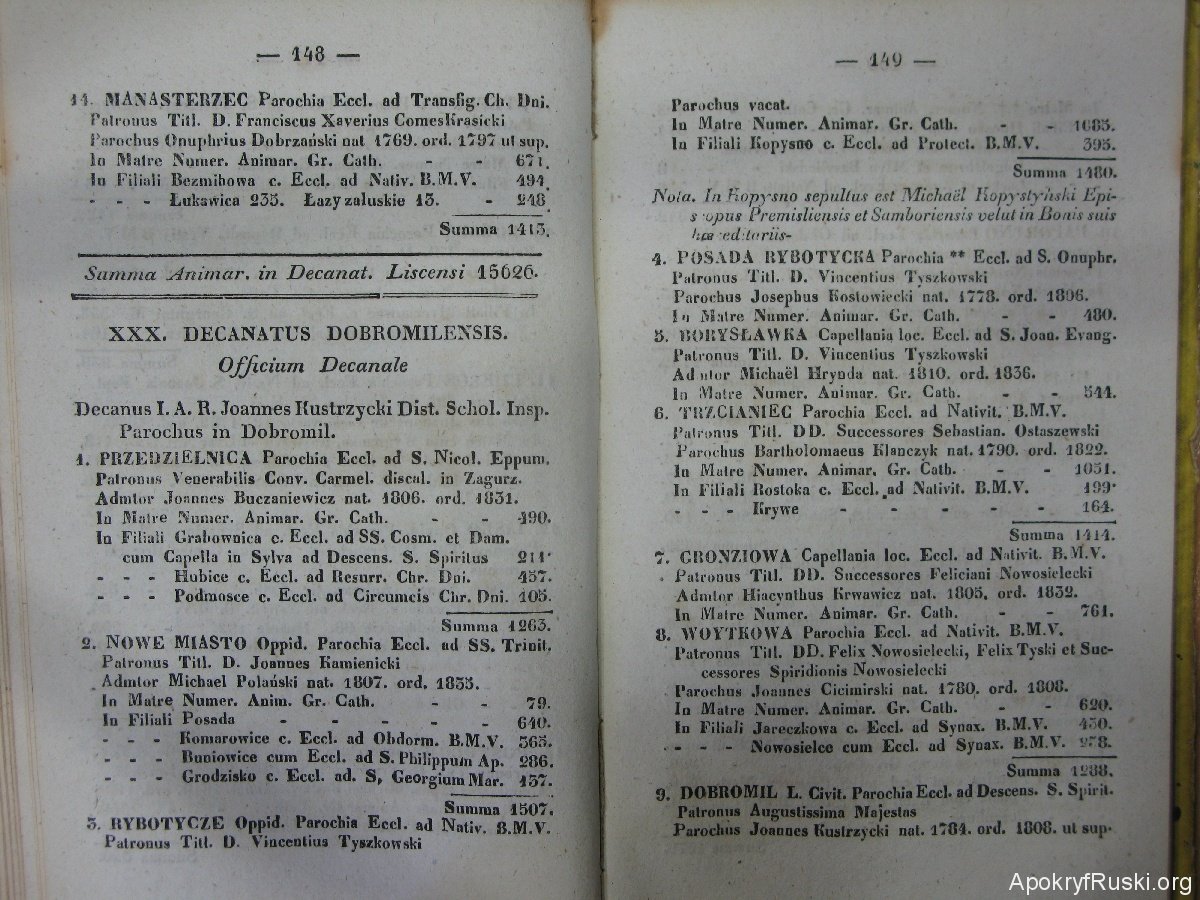 — 148 —
14. MANASTERZEC Parochia Eccl. ad Transfig. Ch. Dni.
Patronus Titl. D. Franciscus Xaverius Comes Krasicki
Parochus Onuphrius Dobrzański nat 1769. ord. 1797 ut sup.
In Matre Numer. Animar. Gr. Cath. - - 671.
In Filiali Bezmihowa c. Eccl. ad Nativ. B.M.V. 494.
- - - Łukawica 235. Łazy zaluskie 13. - 248
Summa 1413.
Summa Animar. in Decanat. Liscensi 15626.
XXX. DECANATUS DOBROMILENSIS.
Officium Decanale
Decanus I. A. R. Joannes Kustrzycki Dist. Schol. Insp.
Parochus in Dobromil.
1. PRZEDZIELNICA Parochia Eccl. ad S. Nicol. Eppum.
Patronus Venerabilis Conv. Carmel. discal. in Zagurz.
Admtor Joannes Buczaniewicz nat. 1806. ord. 1831.
In Matre Numer. Animar. Gr. Cath. - - 490.
In Filiali Grabownica c. Eccl. ad SS. Cosm. et Dam.
cum Capella in Sylva ad Descens. S. Spiritus 211.
- - - Hubice c. Eccl. ad Resurr. Chr. Dni. 457.
- - - Podmosce c. Eccl. ad Circumcis Chr. Dni. 105.
Summa 1263.
2. NOWE MIASTO Oppid. Parochia Eccl. ad SS. Trinit.
Patronus Titl. D. Joannes Kamienicki
Admtor Michael Polański nat. 1807. ord. 1835.
In Matre Numer. Anim. Gr. Cath. - - 79.
In Filiali Posada - - - - - 640.
- - - Komarowice c. Eccl. ad Obdorm. B.M.V. 365.
- - - Buniowice cum Eccl. ad S. Philippum Ap. 286.
- - - Grodzisko c. Eccl. ad. S, Georgium Mar. 137.
Summa 1507.
3. RYBOTYCZE Oppid. Parochia Eccl. ad Nativ. B.M.V.
Patronus Titl. D. Vincentius Tyszkowski
— 149 —
Parochus vacat.
In Matre Numer. Animar. Gr. Cath. - - 1085.
In Filiali Kopysno c. Eccl. ad Protect. B.M.V. 395.
Summa 1480.
Nota. In Kopysno sepultus est Michaël Kopystyński Epi-
scopus Premisliensis et Samboriensis velut in Bonis suis
haereditariis-
4. POSADA RYBOTYCKA Parochia ** Eccl. ad S. Onuphr.
Patronus Titl. D. Vincentius Tyszkowski
Parochus Josephus Kostowiecki nat. 1778. ord. 1806.
In Matre Numer. Animar. Gr. Cath. - - 480.
5. BORYSŁAWKA Capellania loc. Eccl. ad S. Joan. Evang.
Patronus Titl. D. Vincentius Tyszkowski
Admtor Michaël Hrynda nat. 1810. ord. 1836.
In Matre Numer. Animar. Gr. Cath. - - 544.
6. TRZCIANIEC Parochia Eccl. ad Nativit. B.M.V.
Patronus Titl. DD. Successores Sebastian. Ostaszewski
Parochus Bartholomaeus Kłanczyk nat. 1790. ord. 1822.
In Matre Numer. Animar. Gr. Cath. - - 1051.
In Filiali Rostoka c. Eccl. ad Nativit. B.M.V. 199.
- - - Krywe - - - - - 164.
Summa 1414.
7. GRONZIOWA Capellania loc. Eccl. ad Nativit. B.M.V.
Patronus Titl. DD. Successores Feliciani Nowosielecki
Admtor Hiacynthus Krwawicz nat. 1805, ord. 1832.
In Matre Numer. Animar. Gr. Cath. - - 761.
8. WOYTKOWA Parochia Eccl. ad Nativit. B.M.V.
Patronus Titl. DD. Felix Nowosielecki, Felix Tyski et Suc-
cessores Spiridionis Nowosielecki
Parochus Joannes Cicimirski nat. 1780. ord. 1808.
In Matre Numer. Animar. Gr. Cath. - - 620.
In Filiali Jareczkowa c. Eccl. ad Synax. B.M.V. 450.
- - - Nowosielce cum Eccl. ad Synax. B.M.V.
Summa 1288.
9. DOBROMIL L. Civit. Parochia Eccl. ad Descens. S. Spirit.
Patronus Augustissima Majestas
Parochus Joannes Kustrzycki nat. 1784. ord. 1808. ut sup.
ApokryfRuski.org